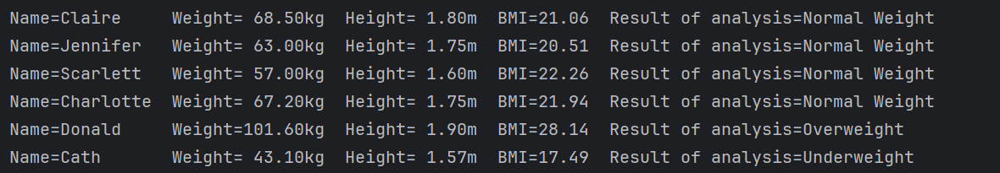 Name=Claire     Weight= 68.50kg  Height= 1.80m  BMI=21.06  Result of analysis=Normal Weight
Name=Jennifer   Weight= 63.00kg  Height= 1.75m  BMI=20.51  Result of analysis=Normal Weight
Name=Scarlett   Weight= 57.00kg  Height= 1.60m  BMI=22.26  Result of analysis=Normal Weight
Name=Charlotte  Weight= 67.20kg  Height= 1.75m  BMI=21.94  Result of analysis=Normal Weight
Name=Donald     Weight=101.60kg  Height= 1.90m  BMI=28.14  Result of analysis=Overweight
Name=Cath       Weight= 43.10kg  Height= 1.57m  BMI=17.49  Result of analysis=Underweight